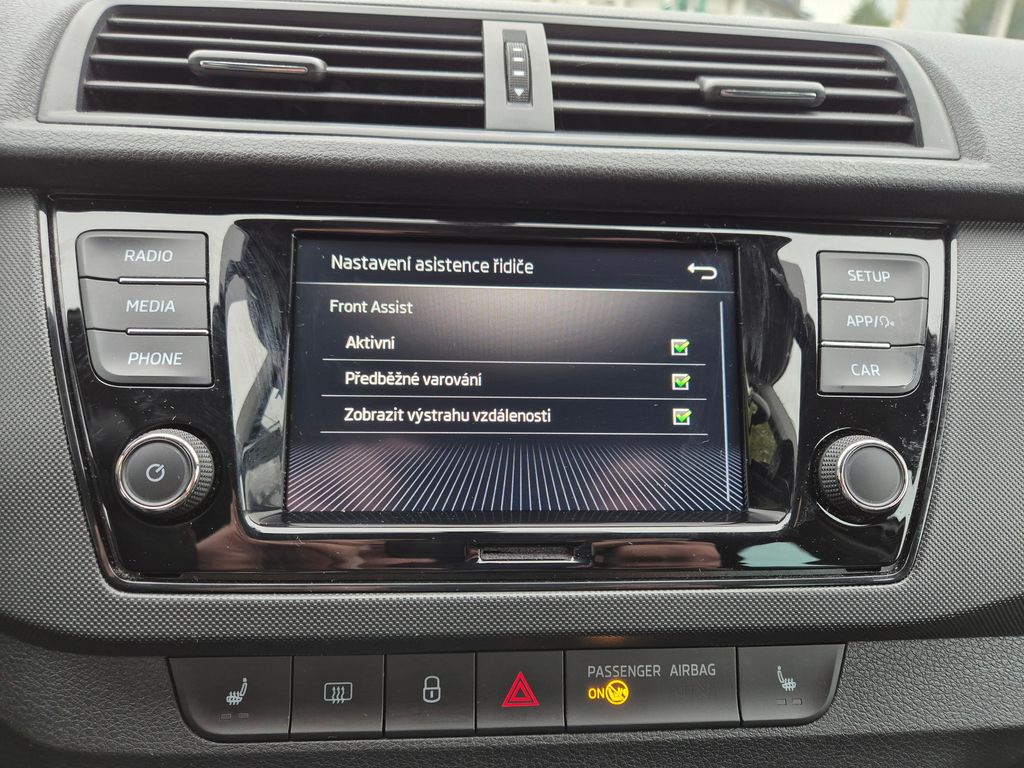 RADIO
MEDIA
PHONE
Nastavení asistence řidiče
Front Assist
Aktivní
Předběžné varování
Zobrazit výstrahu vzdálenosti
SETUP
APP/
CAR
PASSENGER AIRBAG
ON